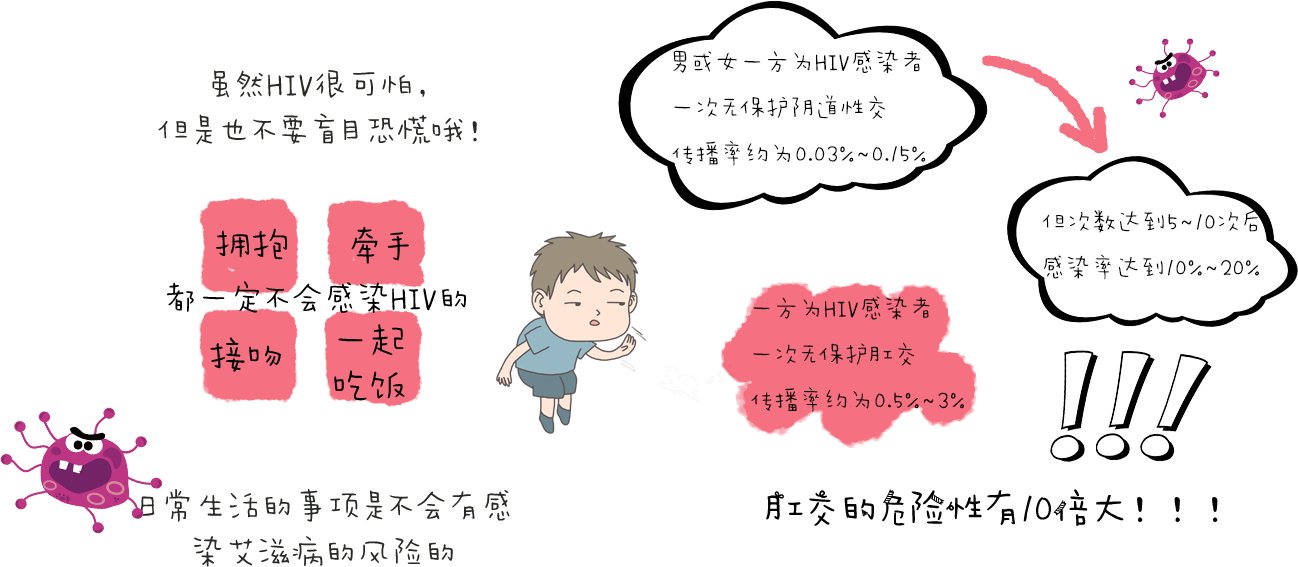 虽然HIV很可怕，
但是也不要盲目恐慌哦！
拥抱
牵手
都一定不会感染HIV的
接吻
一起
吃饭
日常生活的事项是不会有感
染艾滋病的风险的
男或女一方为HIV感染者
一次无保护阴道性交
传播率约为0.03%~0.15%
但次数达到5~10次后
感染率达到10%~20%
一方为HIV感染者
一次无保护肛交
传播率约为0.5%~3%
!!!
肛交的危险性有10倍大！！！